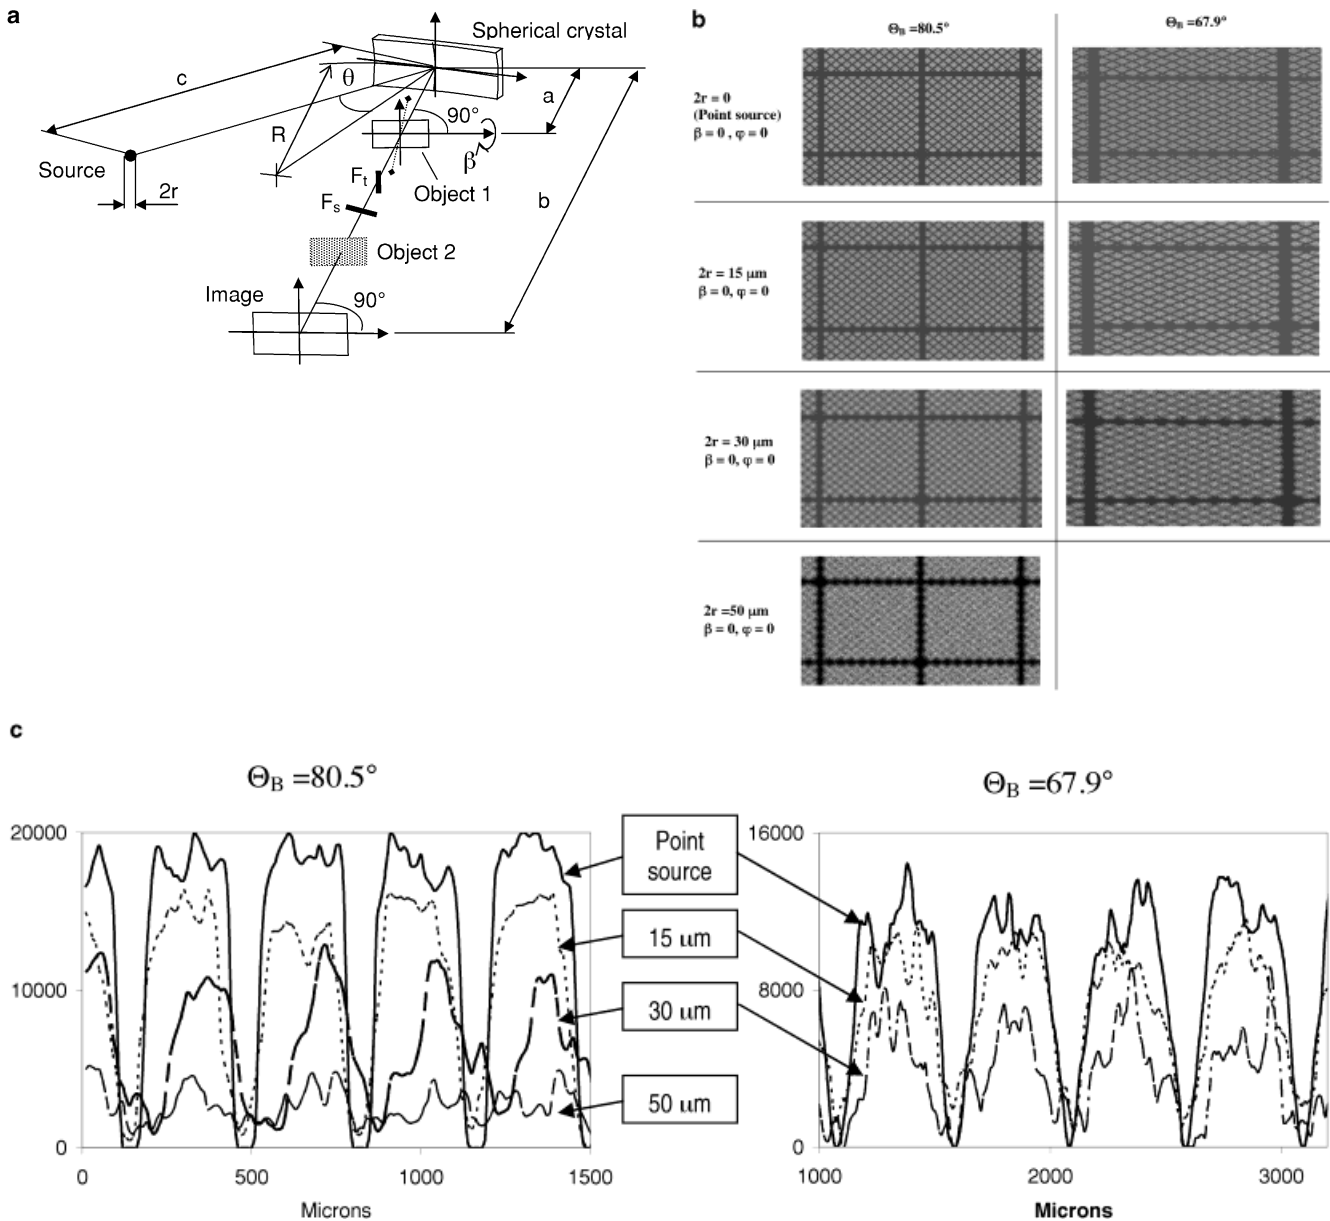 a
Spherical crystal
c
θ
a
90°
R
β
Source
F_t
Object 1
2r
F_s
b
Object 2
Image
90°
b
Θ_B =80.5°
Θ_B =67.9°
2r = 0
(Point source)
β = 0 , φ = 0
2r = 15 μm
β = 0, φ = 0
2r = 30 μm
β = 0, φ = 0
2r =50 μm
β = 0, φ = 0
c
Θ_B =80.5°
Θ_B =67.9°
20000
10000
0
0
500
1000
1500
Microns
Point
source
15 μm
30 μm
50 μm
16000
8000
0
1000
2000
3000
Microns